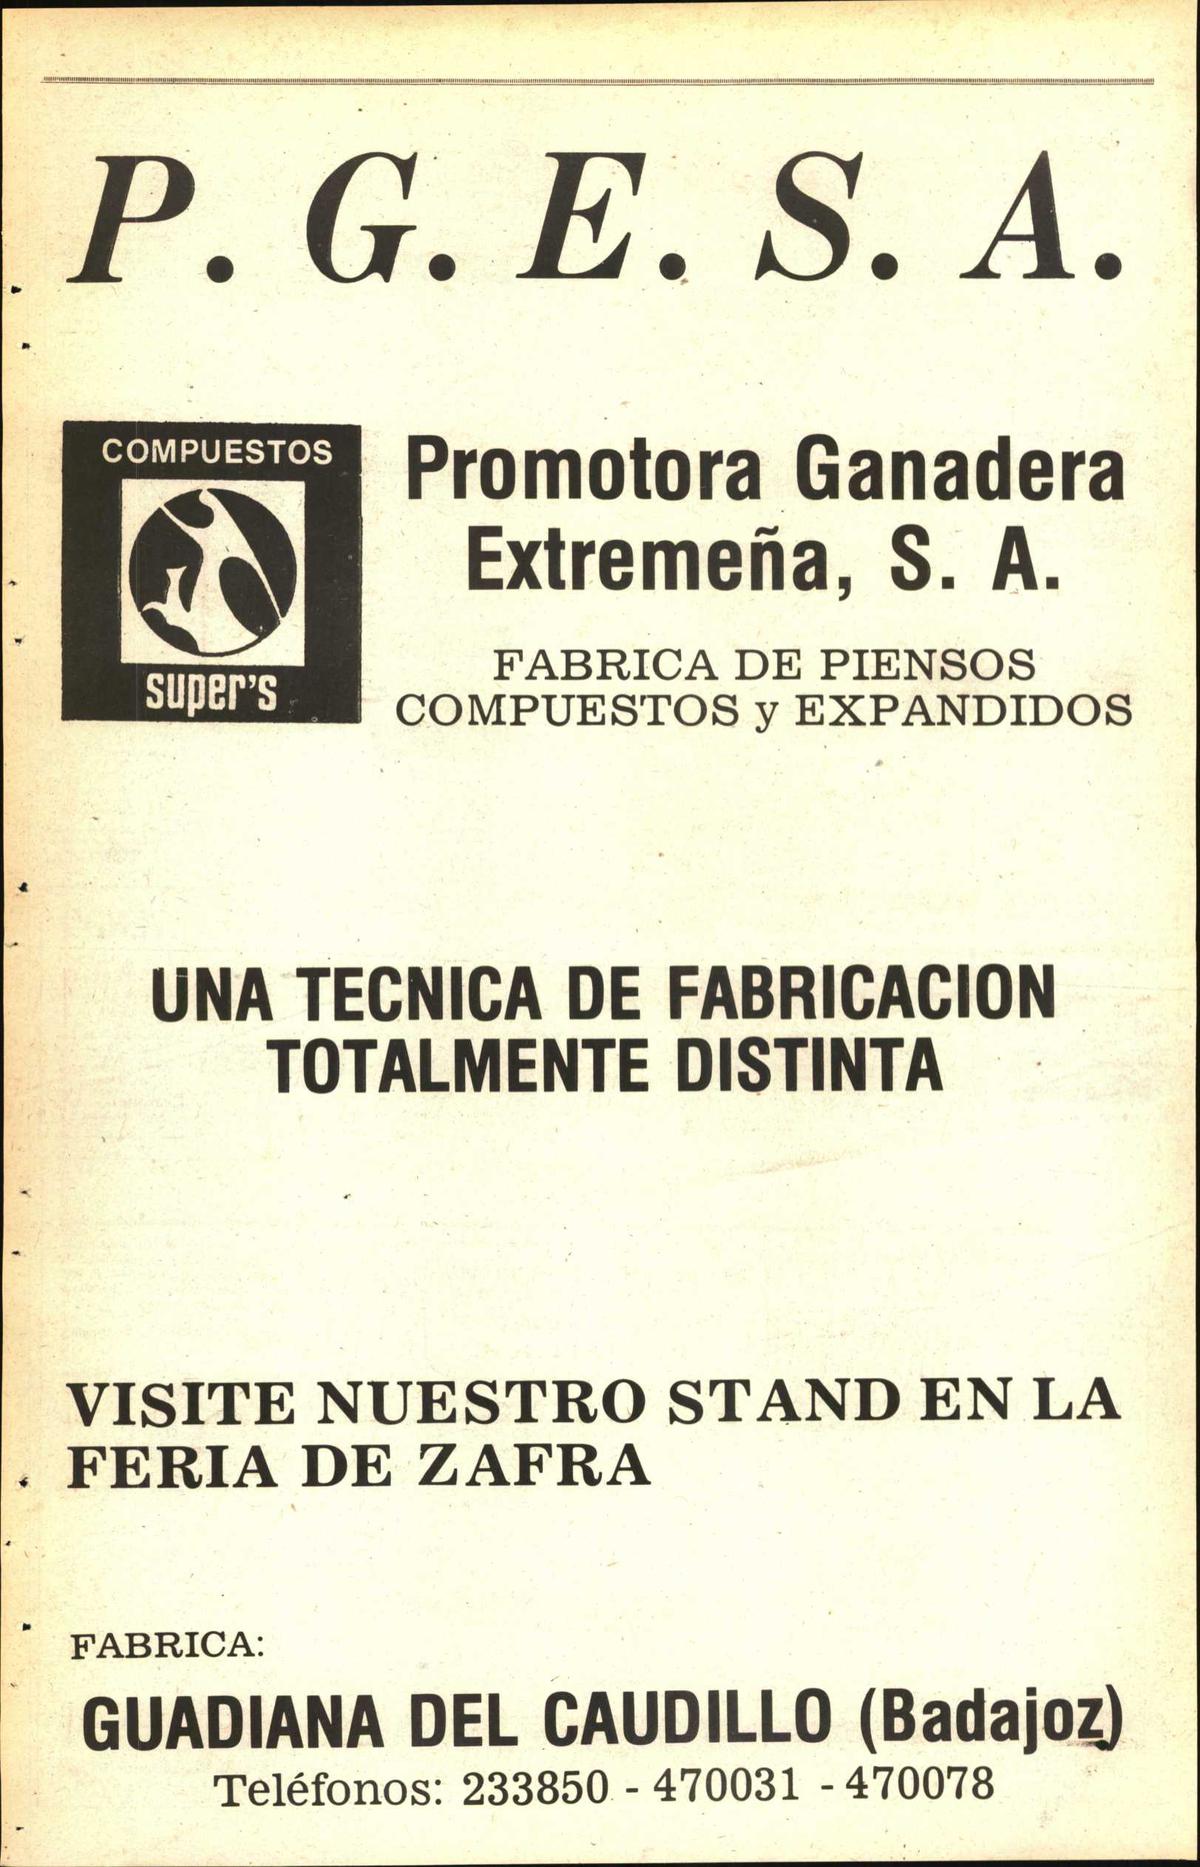 P. G. E. S. A.
COMPUESTOS
super's
Promotora Ganadera
Extremeña, S. A.
FABRICA DE PIENSOS
COMPUESTOS y EXPANDIDOS
UNA TECNICA DE FABRICACION
TOTALMENTE DISTINTA
VISITE NUESTRO STAND EN LA
FERIA DE ZAFRA
FABRICA:
GUADIANA DEL CAUDILLO (Badajoz)
Teléfonos: 233850 - 470031 - 470078